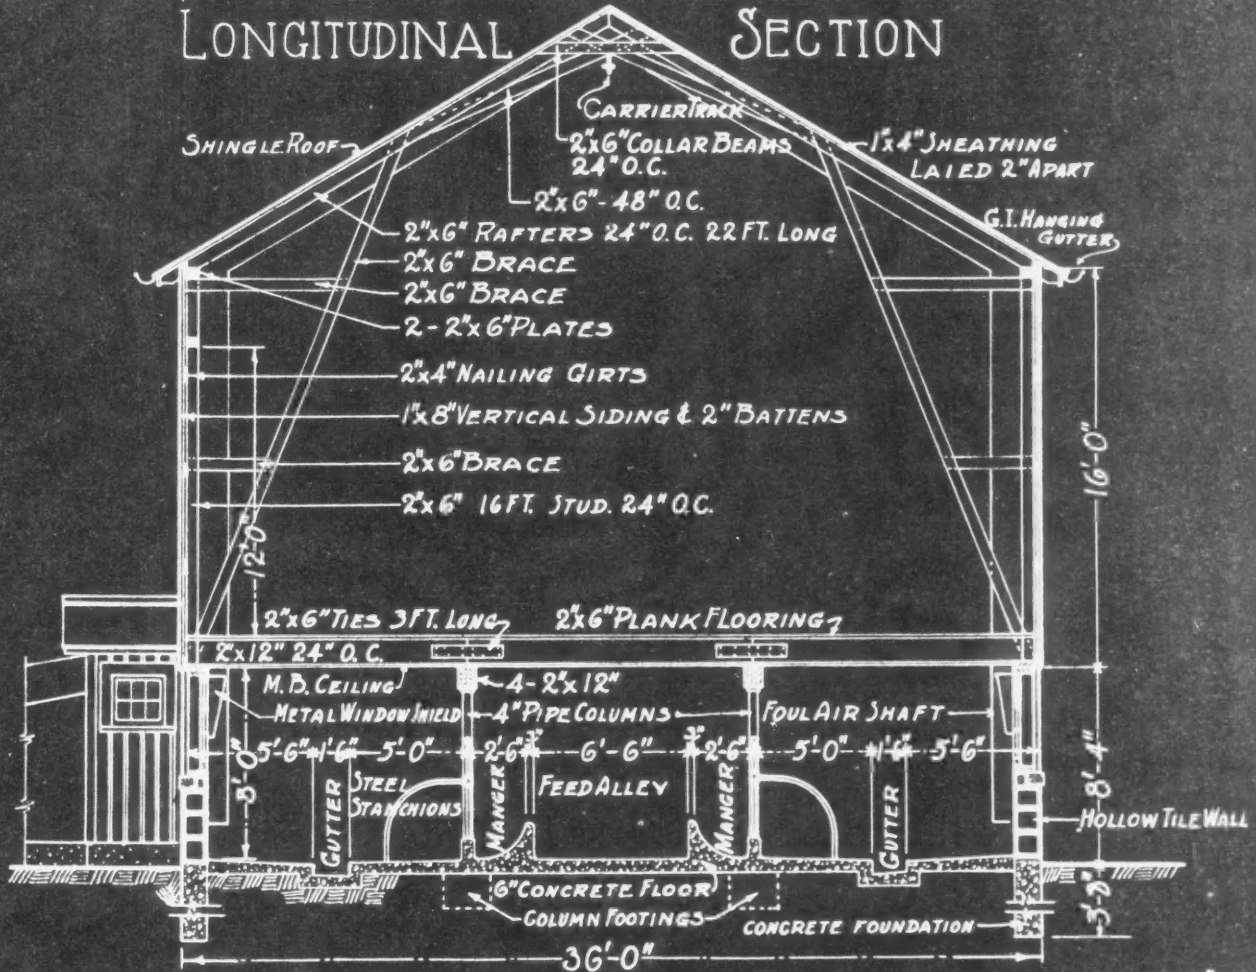 LONGITUDINAL SECTION
CARRIER TRACK
SHINGLE ROOF
2"x6" COLLAR BEAMS
24" O.C.
1"x4" SHEATHING
LAIED 2" APART
2"x6"-48" O.C.
G.I. HANGING
GUTTER
2"x6" RAFTERS 24" O.C. 22 FT. LONG
2"x6" BRACE
2"x6" BRACE
2-2"x6" PLATES
2"x4" NAILING GIRTS
1"x8" VERTICAL SIDING & 2" BATTENS
2"x6" BRACE
2"x6" 16 FT. STUD. 24" O.C.
16'-0"
12'-0"
2"x6" TIES 3 FT. LONG
2"x6" PLANK FLOORING
2"x12" 24" O.C.
M.B. CEILING
4-2"x12"
METAL WINDOW SHIELD
4" PIPE COLUMNS
FOUL AIR SHAFT
5'-6" 1'-6" 5'-0" 2'-6" 3" 6'-6" 3" 2'-6" 5'-0" 1'-6" 5'-6"
8'-0"
8'-4"
STEEL
STANCHIONS
GUTTER
MANGER
FEED ALLEY
MANGER
GUTTER
HOLLOW TILE WALL
6" CONCRETE FLOOR
COLUMN FOOTINGS
CONCRETE FOUNDATION
36'-0"